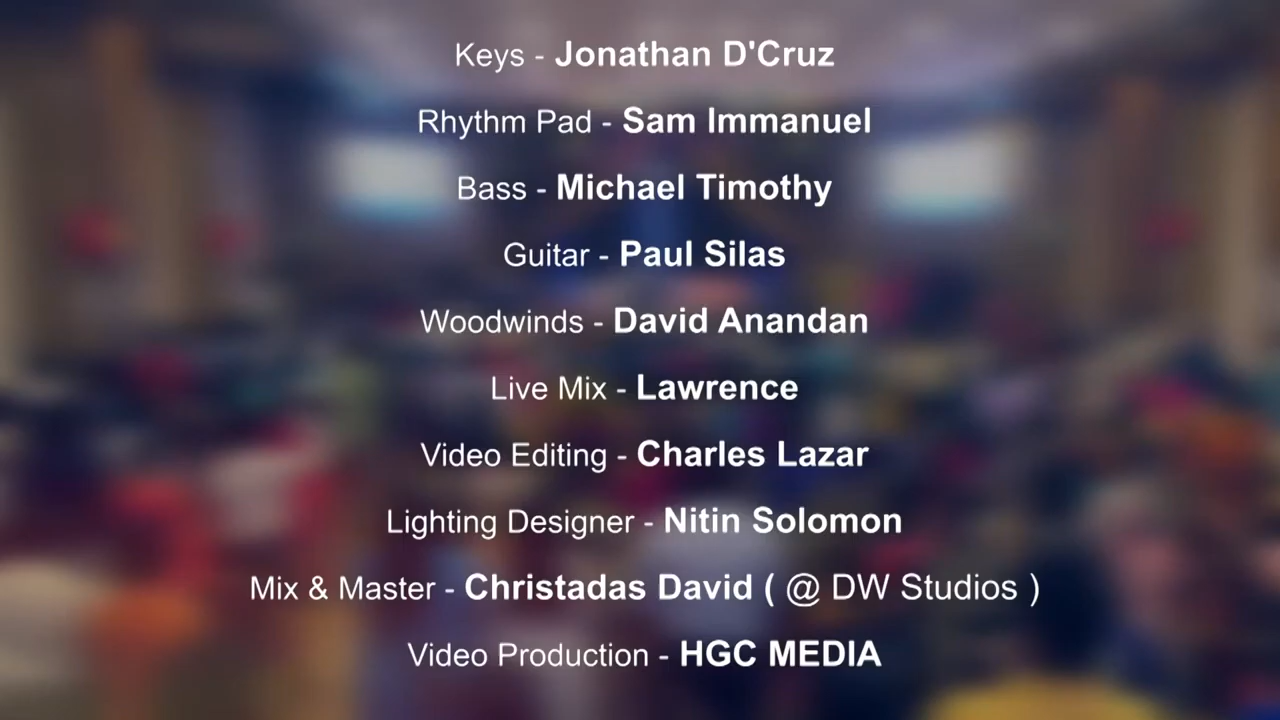 Keys - Jonathan D'Cruz
Rhythm Pad - Sam Immanuel
Bass - Michael Timothy
Guitar - Paul Silas
Woodwinds - David Anandan
Live Mix - Lawrence
Video Editing - Charles Lazar
Lighting Designer - Nitin Solomon
Mix & Master - Christadas David ( @ DW Studios )
Video Production - HGC MEDIA